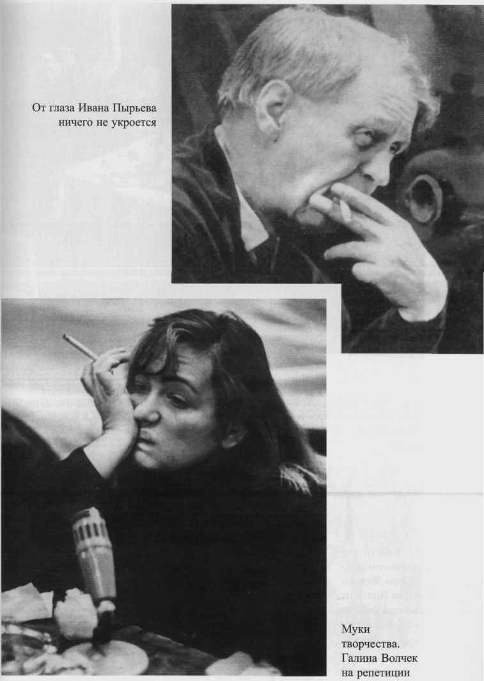 От глаза Ивана Пырьева
ничего не укроется
Муки
творчества.
Галина Волчек
на репетиции